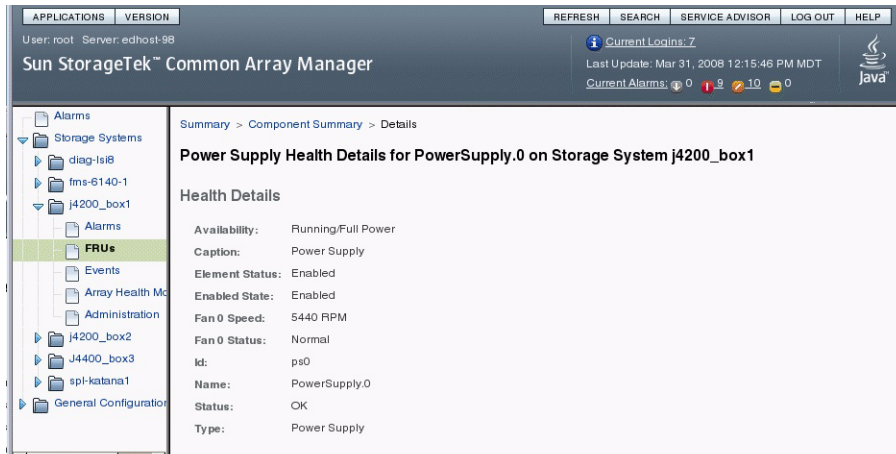 APPLICATIONS VERSION REFRESH SEARCH SERVICE ADVISOR LOG OUT HELP
User: root Server: edhost-98
Current Logins: 7
Sun StorageTek™ Common Array Manager
Last Update: Mar 31, 2008 12:15:46 PM MDT
Current Alarms: 0 9 10 0
Java™
Alarms
Storage Systems
diag-lsi8
fms-6140-1
j4200_box1
Alarms
FRUs
Events
Array Health Mo
Administration
j4200_box2
J4400_box3
spl-katana1
General Configuration
Summary > Component Summary > Details
Power Supply Health Details for PowerSupply.0 on Storage System j4200_box1
Health Details
Availability: Running/Full Power
Caption: Power Supply
Element Status: Enabled
Enabled State: Enabled
Fan 0 Speed: 5440 RPM
Fan 0 Status: Normal
Id: ps0
Name: PowerSupply.0
Status: OK
Type: Power Supply